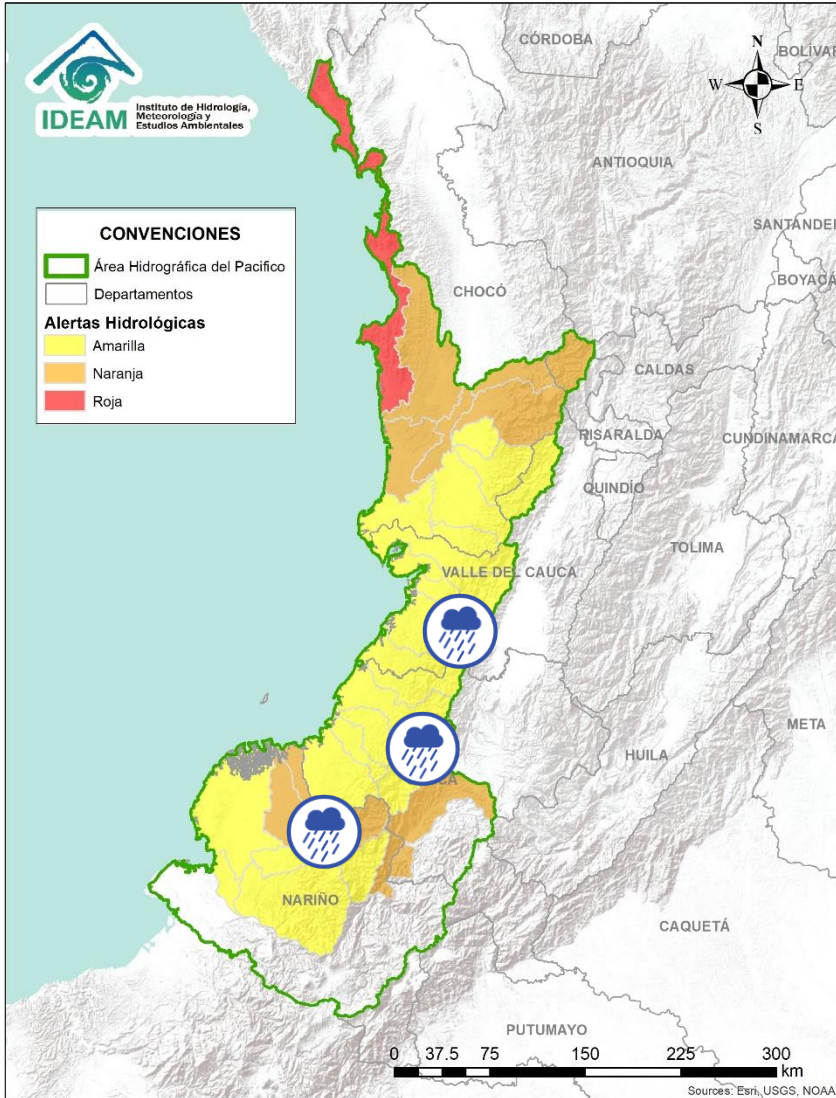 IDEAM
Instituto de Hidrología,
Meteorología y
Estudios Ambientales
CÓRDOBA
BOLÍVAR
N
W
E
S
ANTIOQUIA
SANTANDER
BOYACÁ
CONVENCIONES
Área Hidrográfica del Pacifico
Departamentos
Alertas Hidrológicas
Amarilla
Naranja
Roja
CHOCÓ
CALDAS
RISARALDA
CUNDINAMARCA
QUINDÍO
TOLIMA
VALLE DEL CAUCA
META
HUILA
CA
NARIÑO
CAQUETÁ
PUTUMAYO
0 37.5 75 150 225 300
km
Sources: Esri, USGS, NOAA